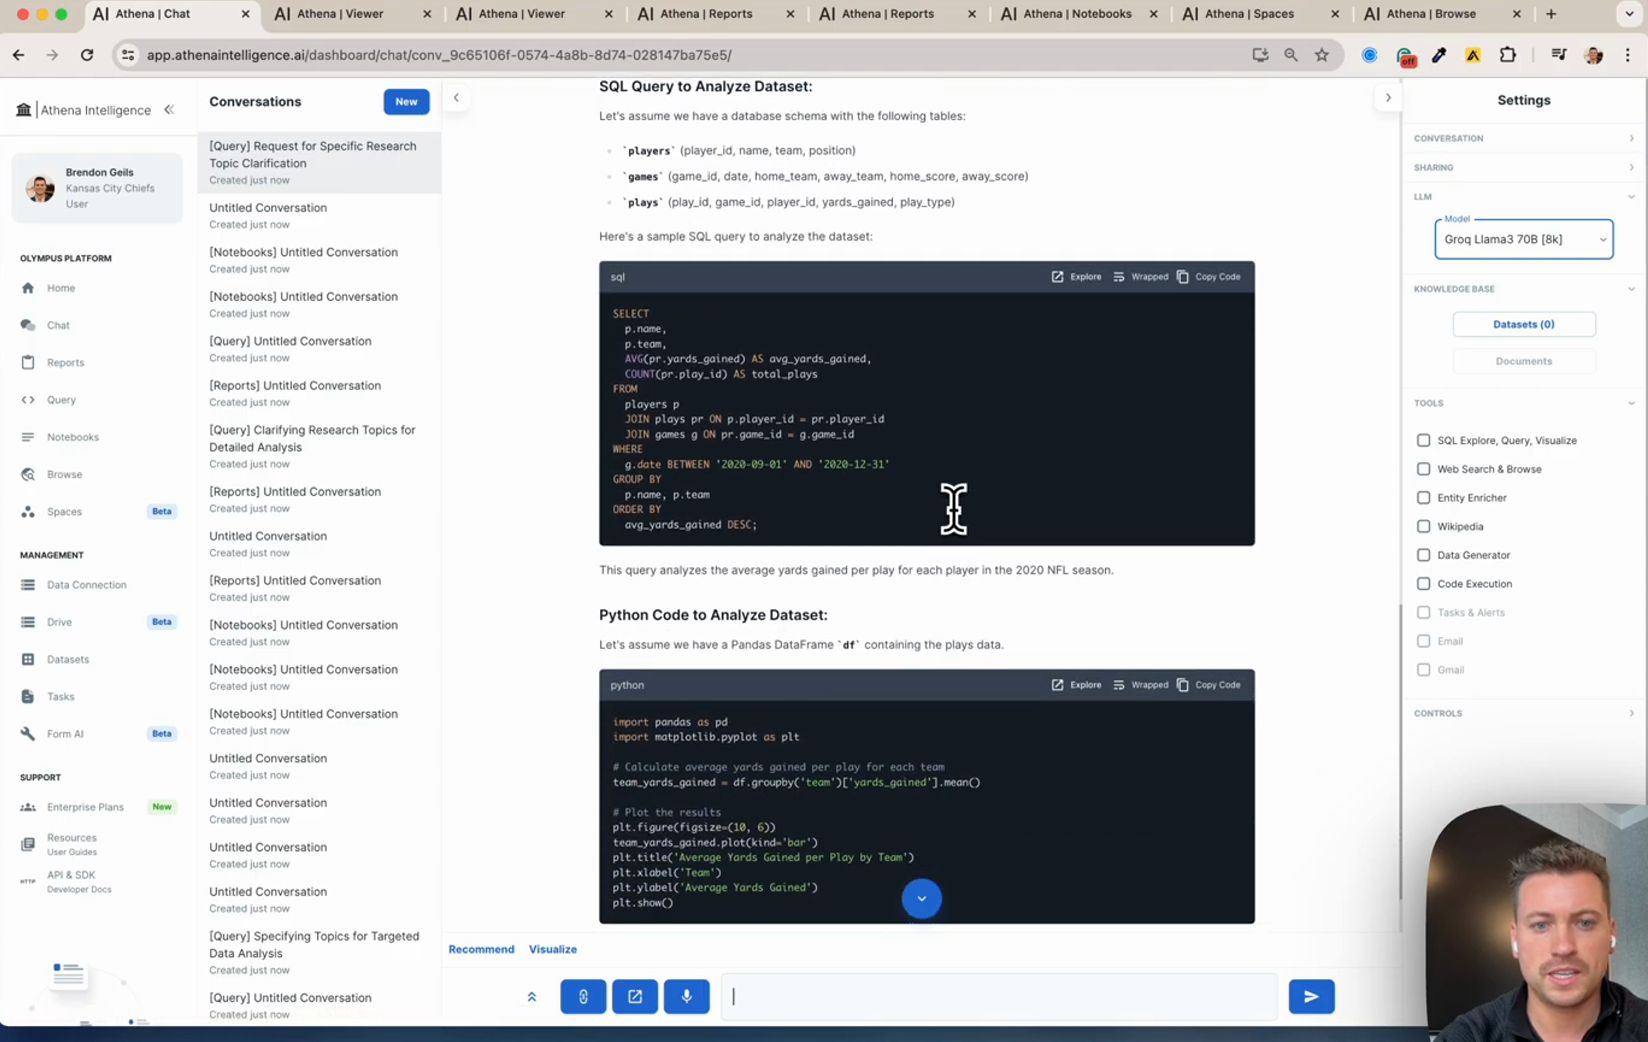 Athena | Chat
Athena | Viewer
Athena | Viewer
Athena | Reports
Athena | Reports
Athena | Notebooks
Athena | Spaces
Athena | Browse
app.athenaintelligence.ai/dashboard/chat/conv_9c65106f-0574-4a8b-8d74-028147ba75e5/
off
Athena Intelligence
Brendon Geils
Kansas City Chiefs
User
OLYMPUS PLATFORM
Home
Chat
Reports
Query
Notebooks
Browse
Spaces Beta
MANAGEMENT
Data Connection
Drive Beta
Datasets
Tasks
Form AI Beta
SUPPORT
Enterprise Plans New
Resources
User Guides
HTTP
API & SDK
Developer Docs
Conversations New
[Query] Request for Specific Research
Topic Clarification
Created just now
Untitled Conversation
Created just now
[Notebooks] Untitled Conversation
Created just now
[Notebooks] Untitled Conversation
Created just now
[Query] Untitled Conversation
Created just now
[Reports] Untitled Conversation
Created just now
[Query] Clarifying Research Topics for
Detailed Analysis
Created just now
[Reports] Untitled Conversation
Created just now
Untitled Conversation
Created just now
[Reports] Untitled Conversation
Created just now
[Notebooks] Untitled Conversation
Created just now
[Notebooks] Untitled Conversation
Created just now
[Notebooks] Untitled Conversation
Created just now
Untitled Conversation
Created just now
Untitled Conversation
Created just now
Untitled Conversation
Created just now
Untitled Conversation
Created just now
[Query] Specifying Topics for Targeted
Data Analysis
Created just now
[Query] Untitled Conversation
Created just now
SQL Query to Analyze Dataset:
Let's assume we have a database schema with the following tables:
`players` (player_id, name, team, position)
`games` (game_id, date, home_team, away_team, home_score, away_score)
`plays` (play_id, game_id, player_id, yards_gained, play_type)
Here's a sample SQL query to analyze the dataset:
sql Explore Wrapped Copy Code
SELECT
p.name,
p.team,
AVG(pr.yards_gained) AS avg_yards_gained,
COUNT(pr.play_id) AS total_plays
FROM
players p
JOIN plays pr ON p.player_id = pr.player_id
JOIN games g ON pr.game_id = g.game_id
WHERE
g.date BETWEEN '2020-09-01' AND '2020-12-31'
GROUP BY
p.name, p.team
ORDER BY
avg_yards_gained DESC;
This query analyzes the average yards gained per play for each player in the 2020 NFL season.
Python Code to Analyze Dataset:
Let's assume we have a Pandas DataFrame `df` containing the plays data.
python Explore Wrapped Copy Code
import pandas as pd
import matplotlib.pyplot as plt
# Calculate average yards gained per play for each team
team_yards_gained = df.groupby('team')['yards_gained'].mean()
# Plot the results
plt.figure(figsize=(10, 6))
team_yards_gained.plot(kind='bar')
plt.title('Average Yards Gained per Play by Team')
plt.xlabel('Team')
plt.ylabel('Average Yards Gained')
plt.show()
Recommend Visualize
Settings
CONVERSATION
SHARING
LLM
Model
Groq Llama3 70B [8k]
KNOWLEDGE BASE
Datasets (0)
Documents
TOOLS
SQL Explore, Query, Visualize
Web Search & Browse
Entity Enricher
Wikipedia
Data Generator
Code Execution
Tasks & Alerts
Email
Gmail
CONTROLS